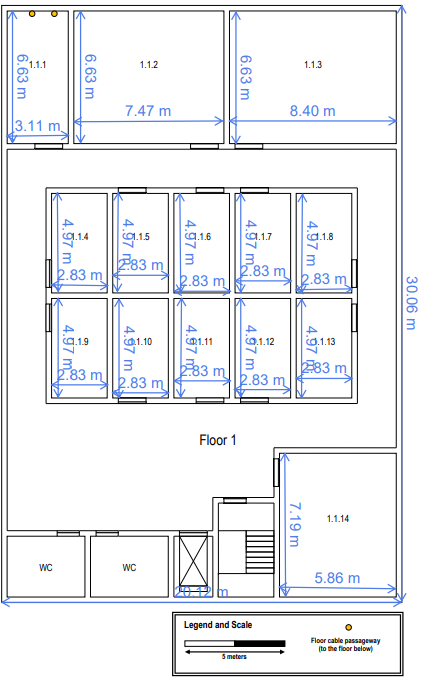 6.63 m
1.1.1
3.11 m
6.63 m
1.1.2
7.47 m
6.63 m
1.1.3
8.40 m
4.97 m
1.1.4
2.83 m
4.97 m
1.1.5
2.83 m
4.97 m
1.1.6
2.83 m
4.97 m
1.1.7
2.83 m
4.97 m
1.1.8
2.83 m
30.06 m
4.97 m
1.1.9
2.83 m
4.97 m
1.1.10
2.83 m
4.97 m
1.1.11
2.83 m
4.97 m
1.1.12
2.83 m
4.97 m
1.1.13
2.83 m
Floor 1
7.19 m
1.1.14
5.86 m
WC
WC
20.12 m
Legend and Scale
5 meters
Floor cable passageway
(to the floor below)